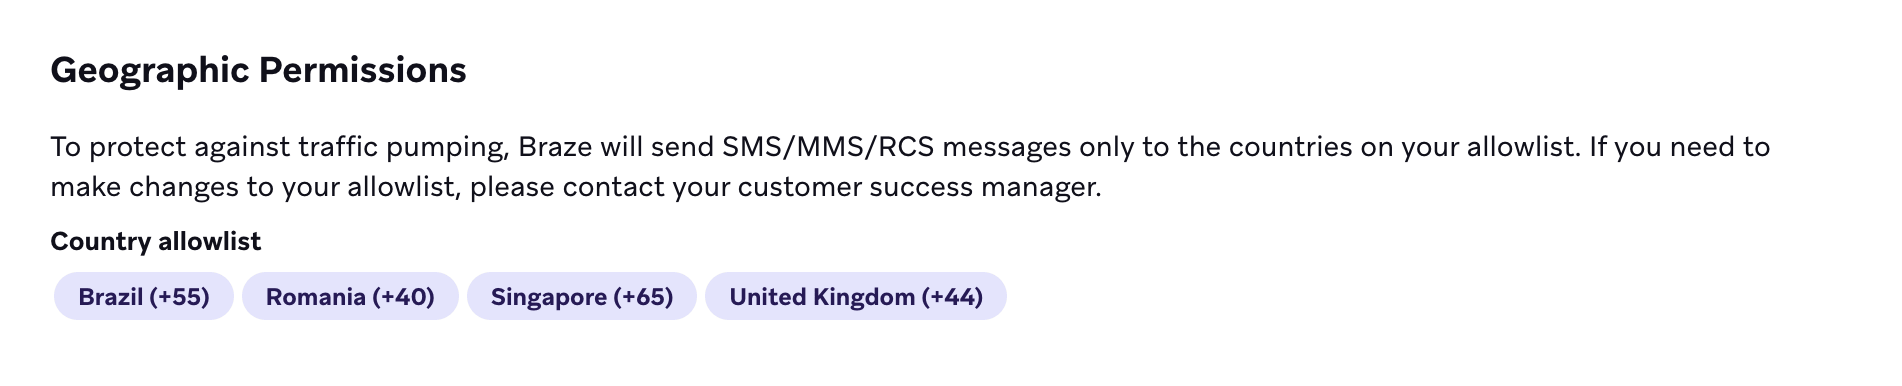 Geographic Permissions
To protect against traffic pumping, Braze will send SMS/MMS/RCS messages only to the countries on your allowlist. If you need to
make changes to your allowlist, please contact your customer success manager.
Country allowlist
Brazil (+55) Romania (+40) Singapore (+65) United Kingdom (+44)